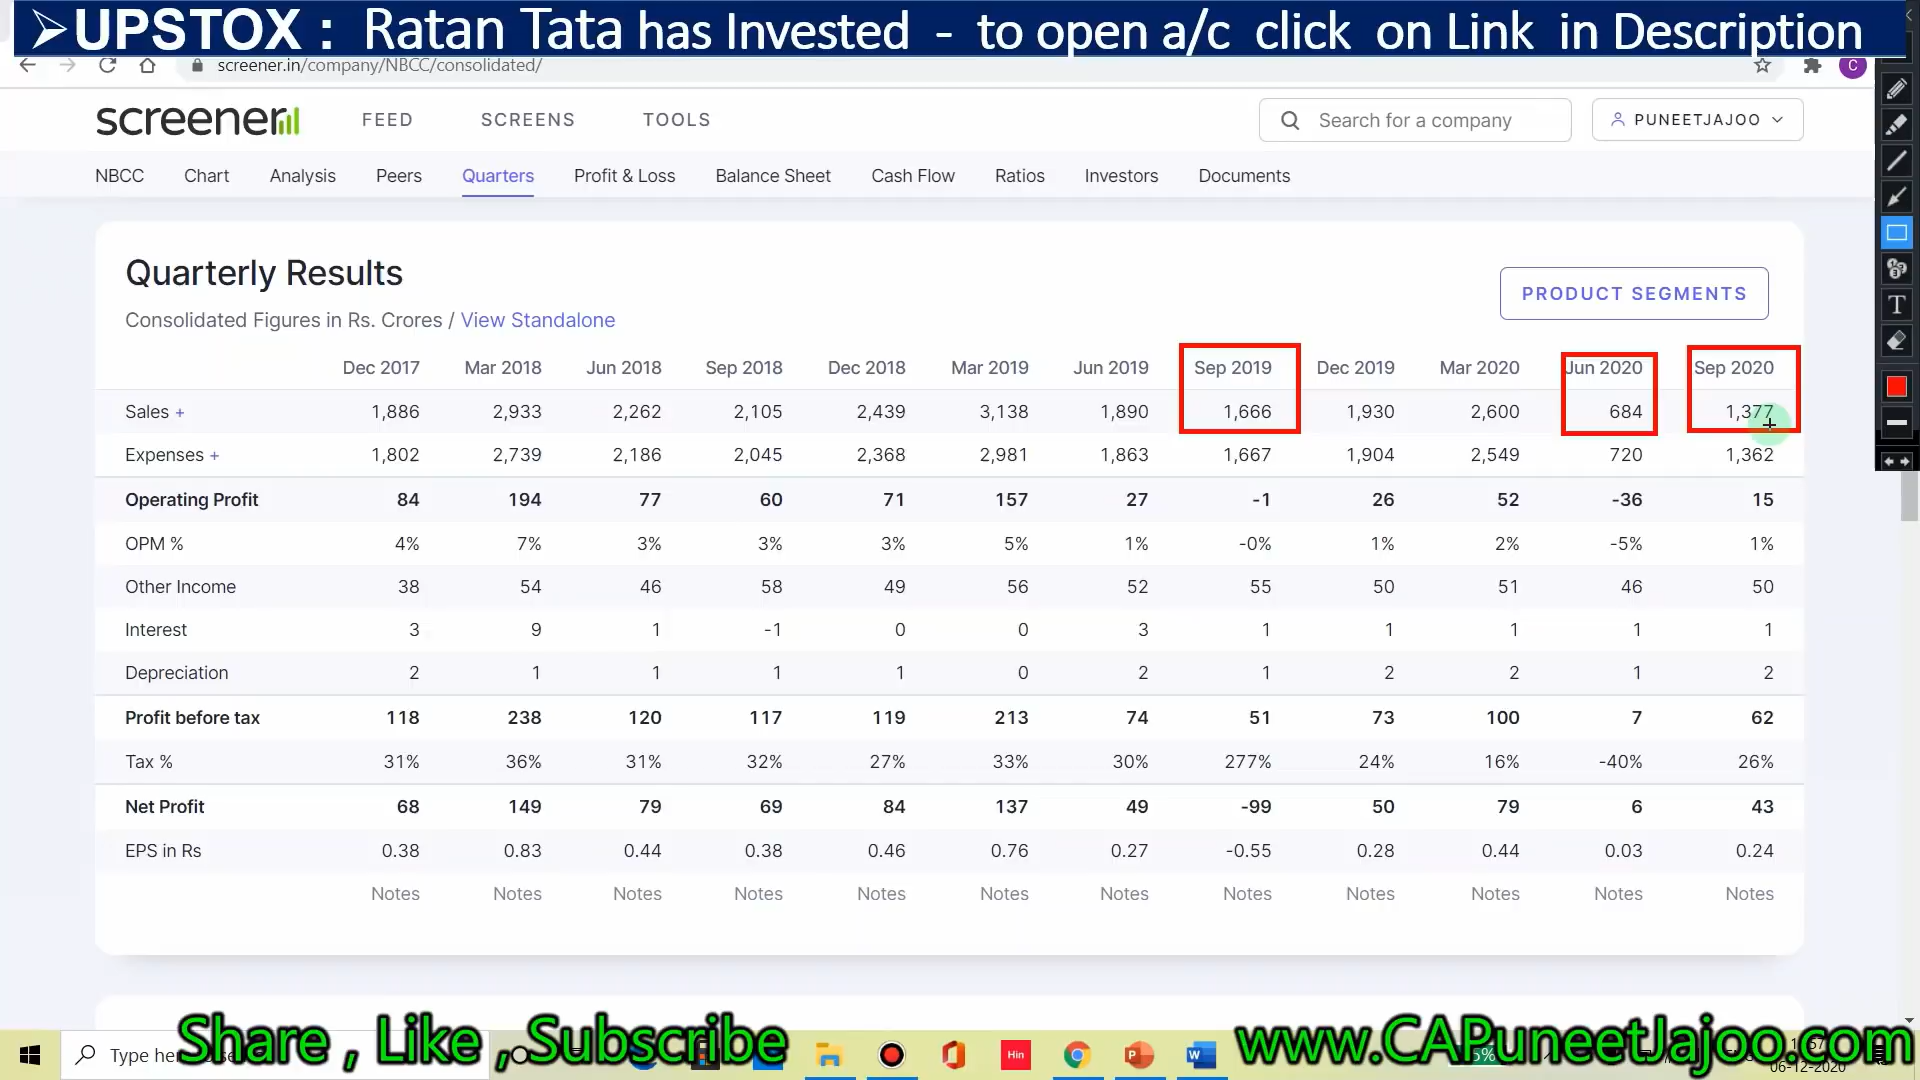 ➢UPSTOX : Ratan Tata has Invested - to open a/c click on Link in Description
screener.in/company/NBCC/consolidated/
C
screener
FEED SCREENS TOOLS
Search for a company
PUNEETJAJOO
NBCC Chart Analysis Peers Quarters Profit & Loss Balance Sheet Cash Flow Ratios Investors Documents
Quarterly Results
Consolidated Figures in Rs. Crores / View Standalone
PRODUCT SEGMENTS
Dec 2017 Mar 2018 Jun 2018 Sep 2018 Dec 2018 Mar 2019 Jun 2019 Sep 2019 Dec 2019 Mar 2020 Jun 2020 Sep 2020
Sales + 1,886 2,933 2,262 2,105 2,439 3,138 1,890 1,666 1,930 2,600 684 1,377
Expenses + 1,802 2,739 2,186 2,045 2,368 2,981 1,863 1,667 1,904 2,549 720 1,362
Operating Profit 84 194 77 60 71 157 27 -1 26 52 -36 15
OPM % 4% 7% 3% 3% 3% 5% 1% -0% 1% 2% -5% 1%
Other Income 38 54 46 58 49 56 52 55 50 51 46 50
Interest 3 9 1 -1 0 0 3 1 1 1 1 1
Depreciation 2 1 1 1 1 0 2 1 2 2 1 2
Profit before tax 118 238 120 117 119 213 74 51 73 100 7 62
Tax % 31% 36% 31% 32% 27% 33% 30% 277% 24% 16% -40% 26%
Net Profit 68 149 79 69 84 137 49 -99 50 79 6 43
EPS in Rs 0.38 0.83 0.44 0.38 0.46 0.76 0.27 -0.55 0.28 0.44 0.03 0.24
Notes Notes Notes Notes Notes Notes Notes Notes Notes Notes Notes Notes
Share , Like , Subscribe
www.CAPuneetJajoo.com
Type
Hin
06-12-2020